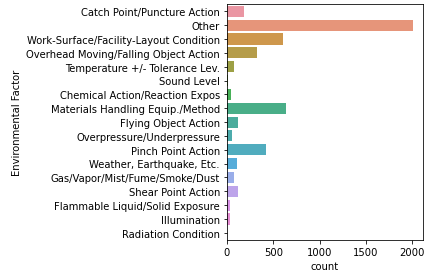 Environmental Factor
Catch Point/Puncture Action
Other
Work-Surface/Facility-Layout Condition
Overhead Moving/Falling Object Action
Temperature +/- Tolerance Lev.
Sound Level
Chemical Action/Reaction Expos
Materials Handling Equip./Method
Flying Object Action
Overpressure/Underpressure
Pinch Point Action
Weather, Earthquake, Etc.
Gas/Vapor/Mist/Fume/Smoke/Dust
Shear Point Action
Flammable Liquid/Solid Exposure
Illumination
Radiation Condition
0 500 1000 1500 2000
count